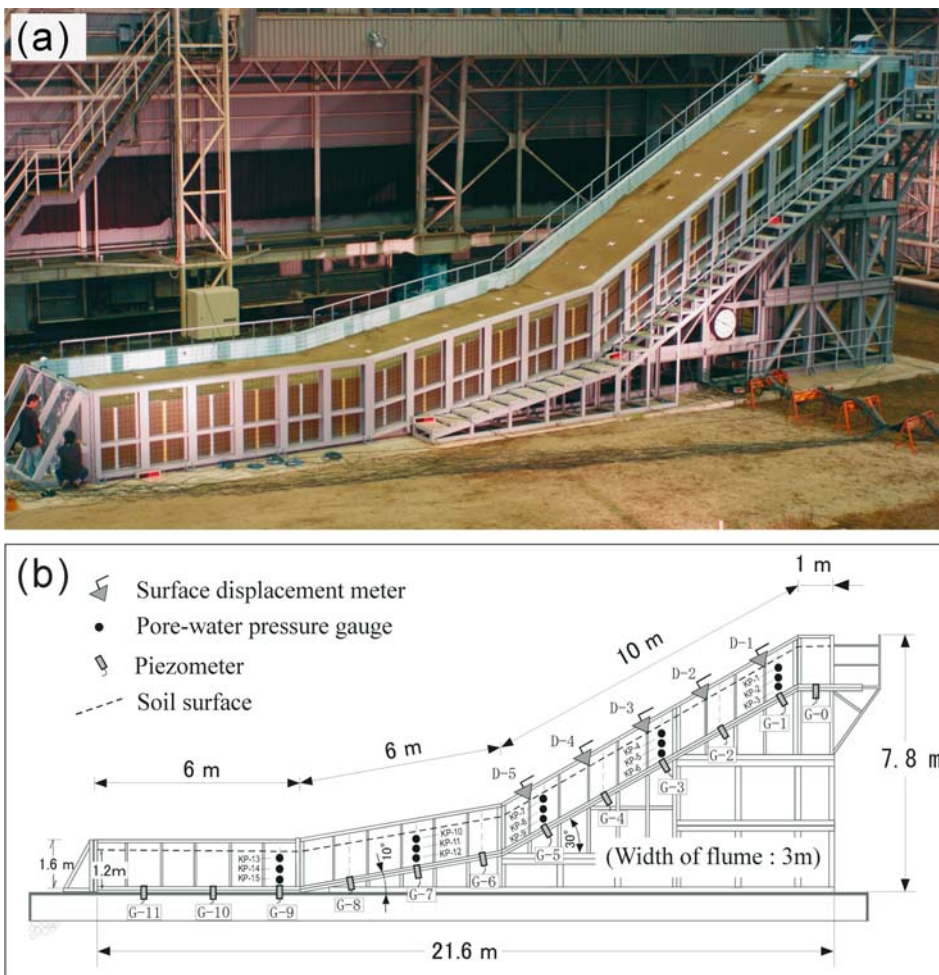 (a)
(b)
Surface displacement meter
Pore-water pressure gauge
Piezometer
Soil surface
1 m
10 m
6 m
6 m
D-1
D-2
D-3
D-4
D-5
KP-1
KP-2
KP-3
G-0
G-1
G-2
KP-4
KP-5
KP-6
G-3
G-4
7.8 m
KP-7
KP-8
KP-9
G-5
30°
(Width of flume : 3m)
KP-10
KP-11
KP-12
10°
G-6
G-7
G-8
1.6 m
1.2m
KP-13
KP-14
KP-15
G-11
G-10
G-9
21.6 m